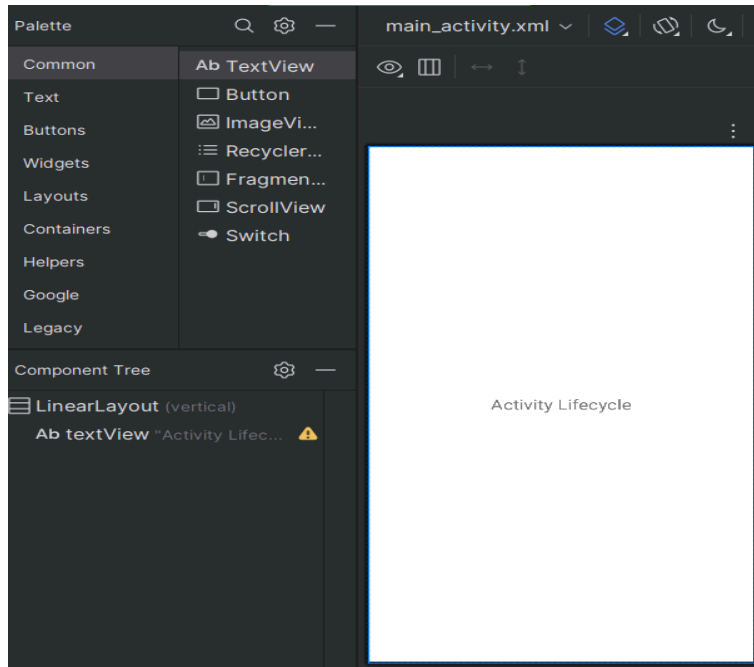 Palette
main_activity.xml
Common
Text
Buttons
Widgets
Layouts
Containers
Helpers
Google
Legacy
Ab TextView
Button
ImageVi...
Recycler...
Fragmen...
ScrollView
Switch
Component Tree
LinearLayout (vertical)
Ab textView "Activity Lifec...
Activity Lifecycle